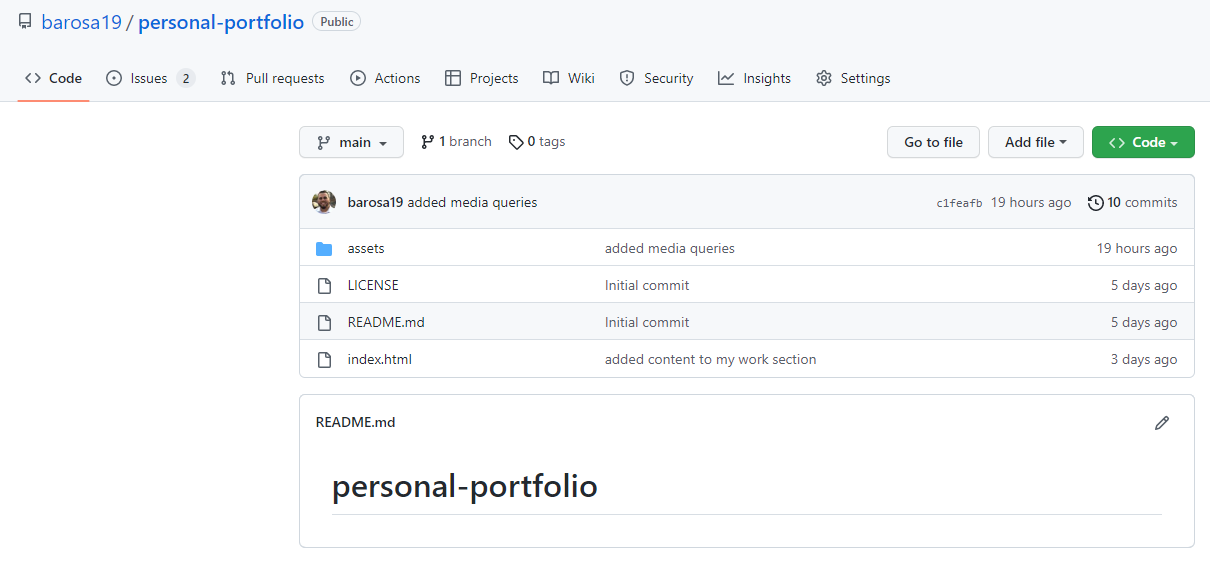 barosa19 / personal-portfolio Public
Code Issues 2 Pull requests Actions Projects Wiki Security Insights Settings
main 1 branch 0 tags Go to file Add file Code
barosa19 added media queries c1feafb 19 hours ago 10 commits
assets added media queries 19 hours ago
LICENSE Initial commit 5 days ago
README.md Initial commit 5 days ago
index.html added content to my work section 3 days ago
README.md
personal-portfolio